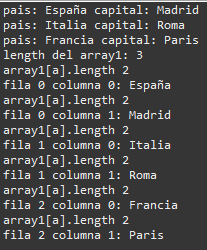 pais: España capital: Madrid
pais: Italia capital: Roma
pais: Francia capital: Paris
length del array1: 3
array1[a].length 2
fila 0 columna 0: España
array1[a].length 2
fila 0 columna 1: Madrid
array1[a].length 2
fila 1 columna 0: Italia
array1[a].length 2
fila 1 columna 1: Roma
array1[a].length 2
fila 2 columna 0: Francia
array1[a].length 2
fila 2 columna 1: Paris